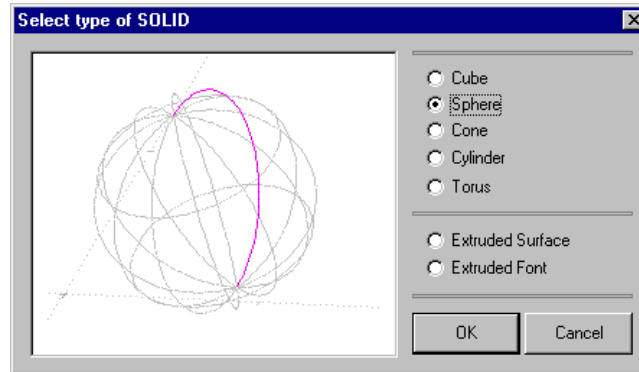 Select type of SOLID
Cube
Sphere
Cone
Cylinder
Torus
Extruded Surface
Extruded Font
OK
Cancel